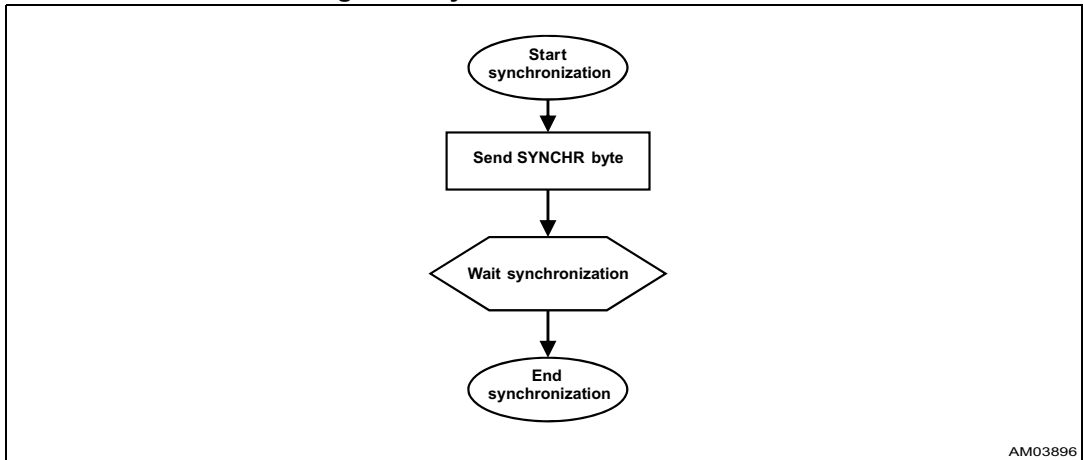 Start
synchronization
Send SYNCHR byte
Wait synchronization
End
synchronization
AM03896